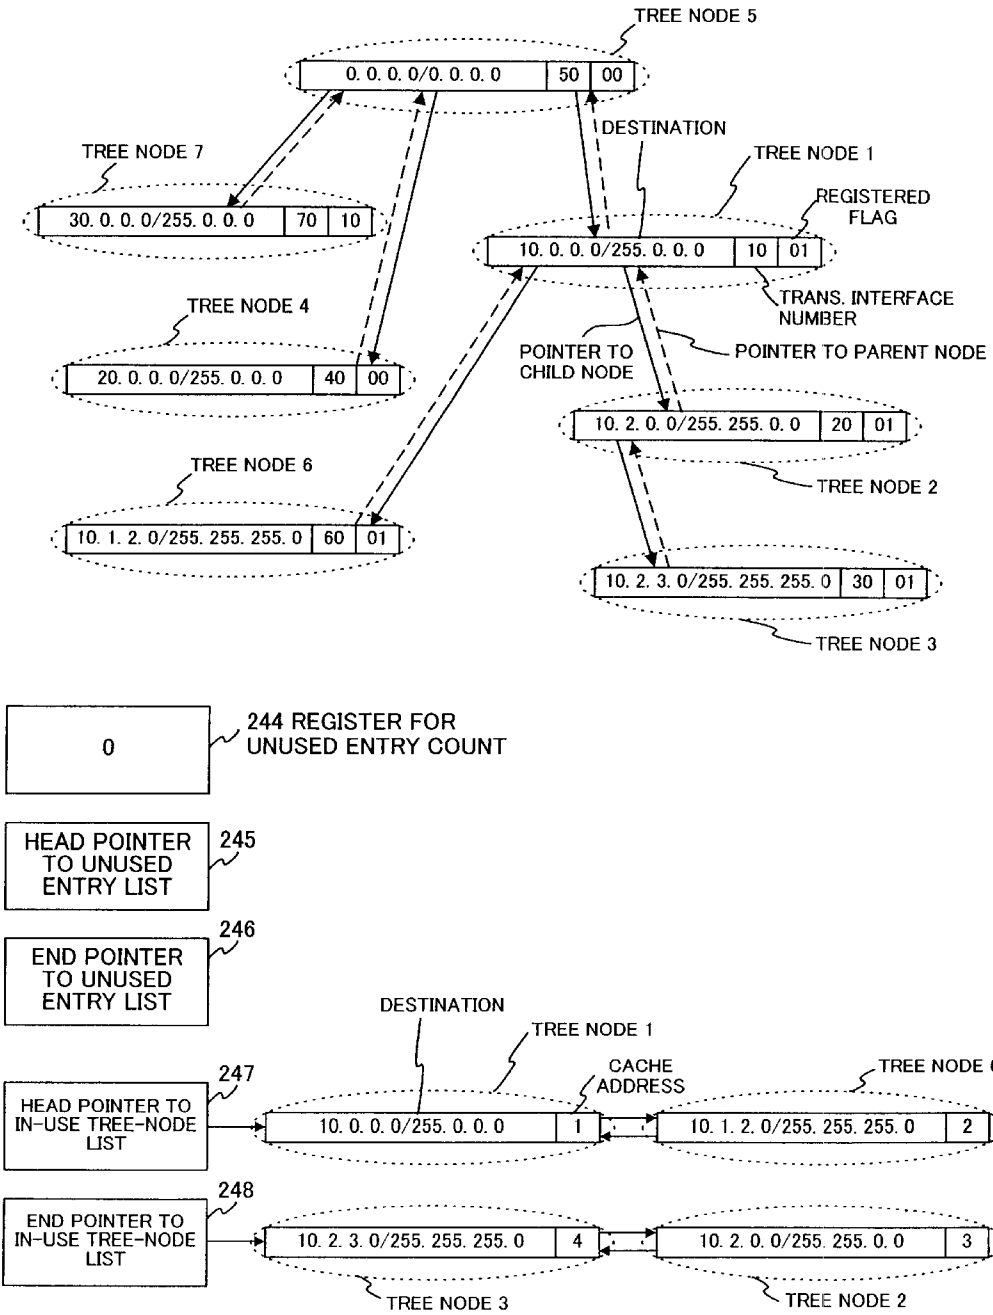 TREE NODE 5
0. 0. 0. 0/0. 0. 0. 0 50 00
DESTINATION
TREE NODE 7
TREE NODE 1
REGISTERED
FLAG
30. 0. 0. 0/255. 0. 0. 0 70 10
10. 0. 0. 0/255. 0. 0. 0 10 01
TREE NODE 4
TRANS. INTERFACE
NUMBER
POINTER TO
CHILD NODE
POINTER TO PARENT NODE
20. 0. 0. 0/255. 0. 0. 0 40 00
10. 2. 0. 0/255. 255. 0. 0 20 01
TREE NODE 6
TREE NODE 2
10. 1. 2. 0/255. 255. 255. 0 60 01
10. 2. 3. 0/255. 255. 255. 0 30 01
TREE NODE 3
0
244 REGISTER FOR
UNUSED ENTRY COUNT
HEAD POINTER
TO UNUSED
ENTRY LIST
245
END POINTER
TO UNUSED
ENTRY LIST
246
DESTINATION
TREE NODE 1
CACHE
ADDRESS
TREE NODE
247
HEAD POINTER TO
IN-USE TREE-NODE
LIST
10. 0. 0. 0/255. 0. 0. 0 1
10. 1. 2. 0/255. 255. 255. 0 2
248
END POINTER TO
IN-USE TREE-NODE
LIST
10. 2. 3. 0/255. 255. 255. 0 4
10. 2. 0. 0/255. 255. 0. 0 3
TREE NODE 3
TREE NODE 2